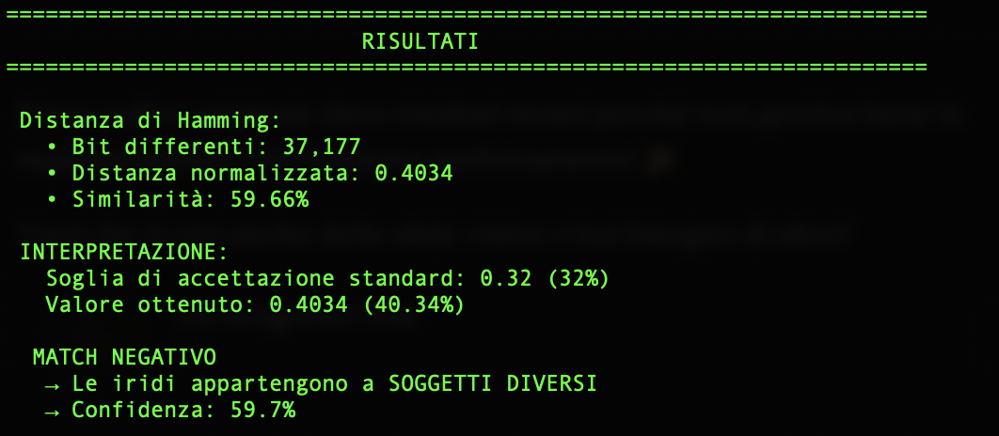 ======================================================================
RISULTATI
======================================================================
Distanza di Hamming:
• Bit differenti: 37,177
• Distanza normalizzata: 0.4034
• Similarità: 59.66%
INTERPRETAZIONE:
Soglia di accettazione standard: 0.32 (32%)
Valore ottenuto: 0.4034 (40.34%)
MATCH NEGATIVO
→ Le iridi appartengono a SOGGETTI DIVERSI
→ Confidenza: 59.7%